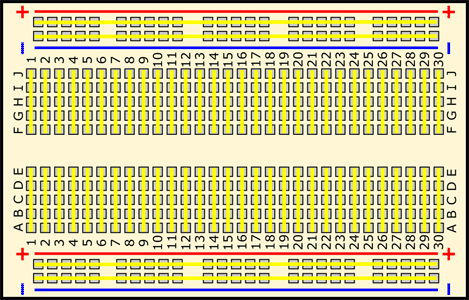 + +
− −
1 2 3 4 5 6 7 8 9 10 11 12 13 14 15 16 17 18 19 20 21 22 23 24 25 26 27 28 29 30
J J
I I
H H
G G
F F
E E
D D
C C
B B
A A
1 2 3 4 5 6 7 8 9 10 11 12 13 14 15 16 17 18 19 20 21 22 23 24 25 26 27 28 29 30
+ +
− −